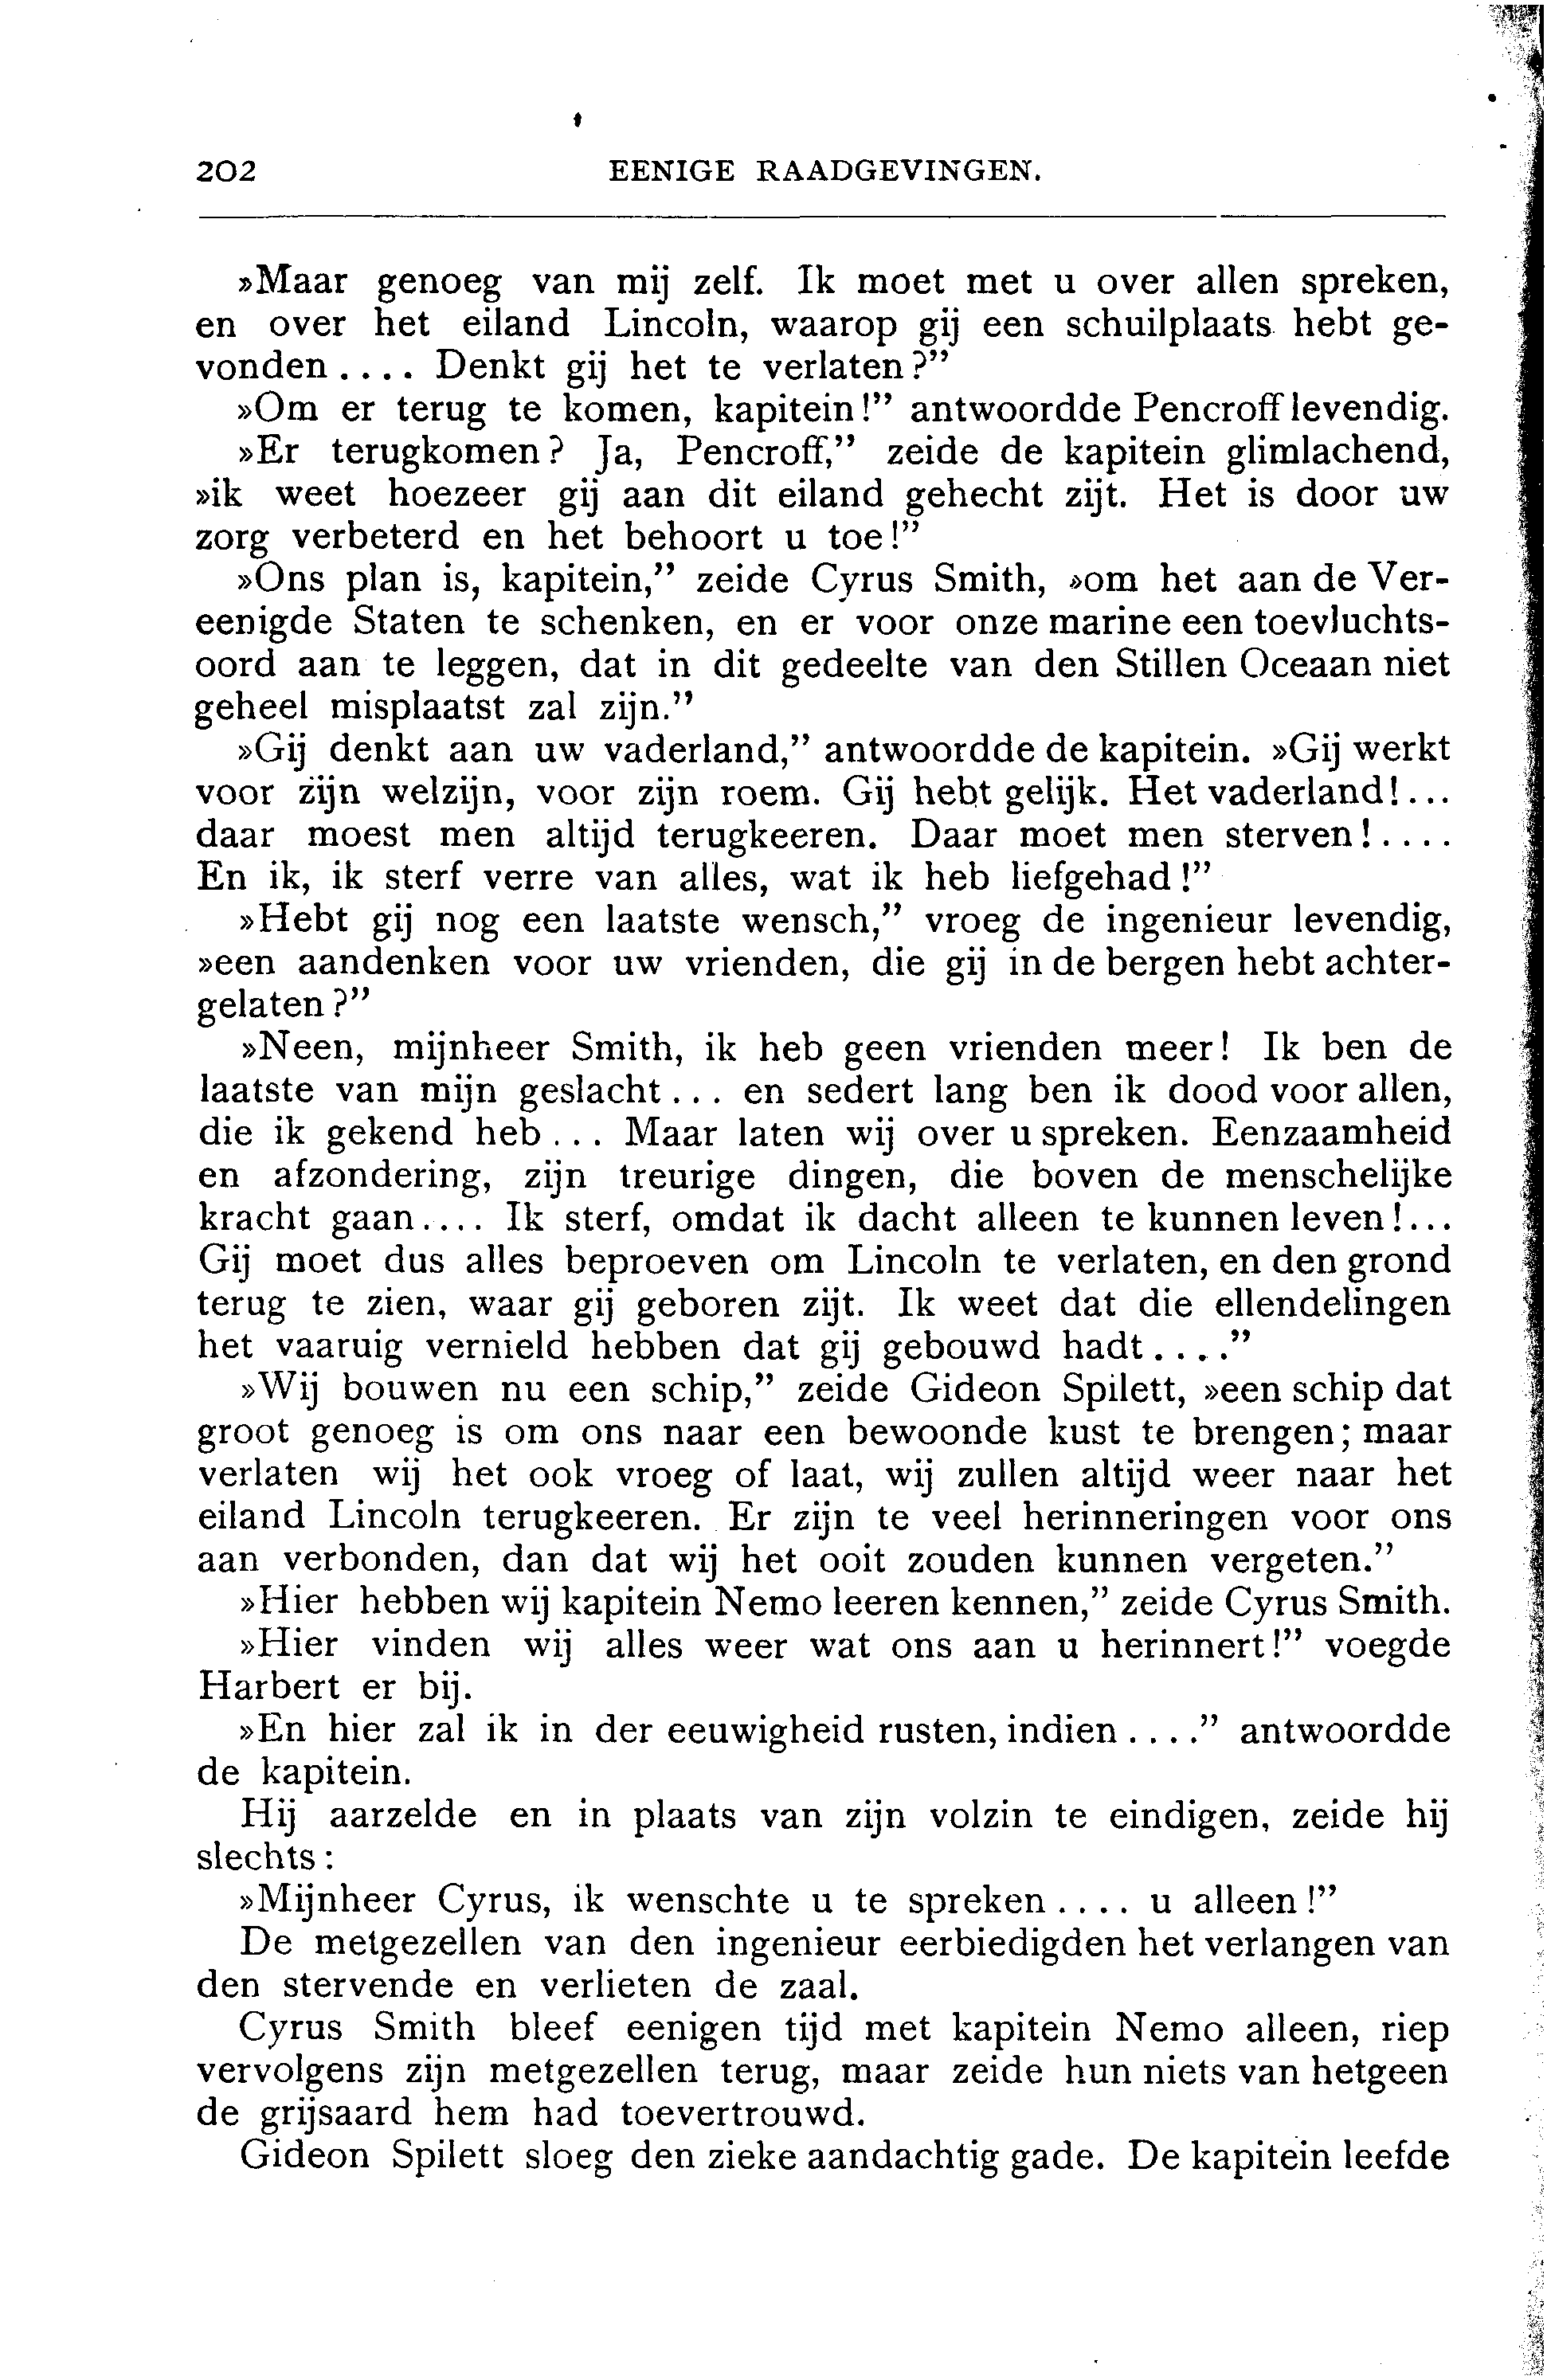 202 EENIGE RAADGEVINGEN.
»Maar genoeg van mij zelf. Ik moet met u over allen spreken,
en over het eiland Lincoln, waarop gij een schuilplaats hebt ge-
vonden .... Denkt gij het te verlaten?”
»Om er terug te komen, kapitein!” antwoordde Pencroff levendig.
»Er terugkomen? Ja, Pencroff,” zeide de kapitein glimlachend,
»ik weet hoezeer gij aan dit eiland gehecht zijt. Het is door uw
zorg verbeterd en het behoort u toe!”
»Ons plan is, kapitein,” zeide Cyrus Smith, »om het aan de Ver-
eenigde Staten te schenken, en er voor onze marine een toevluchts-
oord aan te leggen, dat in dit gedeelte van den Stillen Oceaan niet
geheel misplaatst zal zijn.”
»Gij denkt aan uw vaderland,” antwoordde de kapitein. »Gij werkt
voor zijn welzijn, voor zijn roem. Gij hebt gelijk. Het vaderland!...
daar moest men altijd terugkeeren. Daar moet men sterven!....
En ik, ik sterf verre van alles, wat ik heb liefgehad!”
»Hebt gij nog een laatste wensch,” vroeg de ingenieur levendig,
»een aandenken voor uw vrienden, die gij in de bergen hebt achter-
gelaten?”
»Neen, mijnheer Smith, ik heb geen vrienden meer! Ik ben de
laatste van mijn geslacht... en sedert lang ben ik dood voor allen,
die ik gekend heb... Maar laten wij over u spreken. Eenzaamheid
en afzondering, zijn treurige dingen, die boven de menschelijke
kracht gaan.... Ik sterf, omdat ik dacht alleen te kunnen leven!...
Gij moet dus alles beproeven om Lincoln te verlaten, en den grond
terug te zien, waar gij geboren zijt. Ik weet dat die ellendelingen
het vaaruig vernield hebben dat gij gebouwd hadt....”
»Wij bouwen nu een schip,” zeide Gideon Spilett, »een schip dat
groot genoeg is om ons naar een bewoonde kust te brengen; maar
verlaten wij het ook vroeg of laat, wij zullen altijd weer naar het
eiland Lincoln terugkeeren. Er zijn te veel herinneringen voor ons
aan verbonden, dan dat wij het ooit zouden kunnen vergeten.”
»Hier hebben wij kapitein Nemo leeren kennen,” zeide Cyrus Smith.
»Hier vinden wij alles weer wat ons aan u herinnert!” voegde
Harbert er bij.
»En hier zal ik in der eeuwigheid rusten, indien....” antwoordde
de kapitein.
Hij aarzelde en in plaats van zijn volzin te eindigen, zeide hij
slechts:
»Mijnheer Cyrus, ik wenschte u te spreken.... u alleen!”
De metgezellen van den ingenieur eerbiedigden het verlangen van
den stervende en verlieten de zaal.
Cyrus Smith bleef eenigen tijd met kapitein Nemo alleen, riep
vervolgens zijn metgezellen terug, maar zeide hun niets van hetgeen
de grijsaard hem had toevertrouwd.
Gideon Spilett sloeg den zieke aandachtig gade. De kapitein leefde